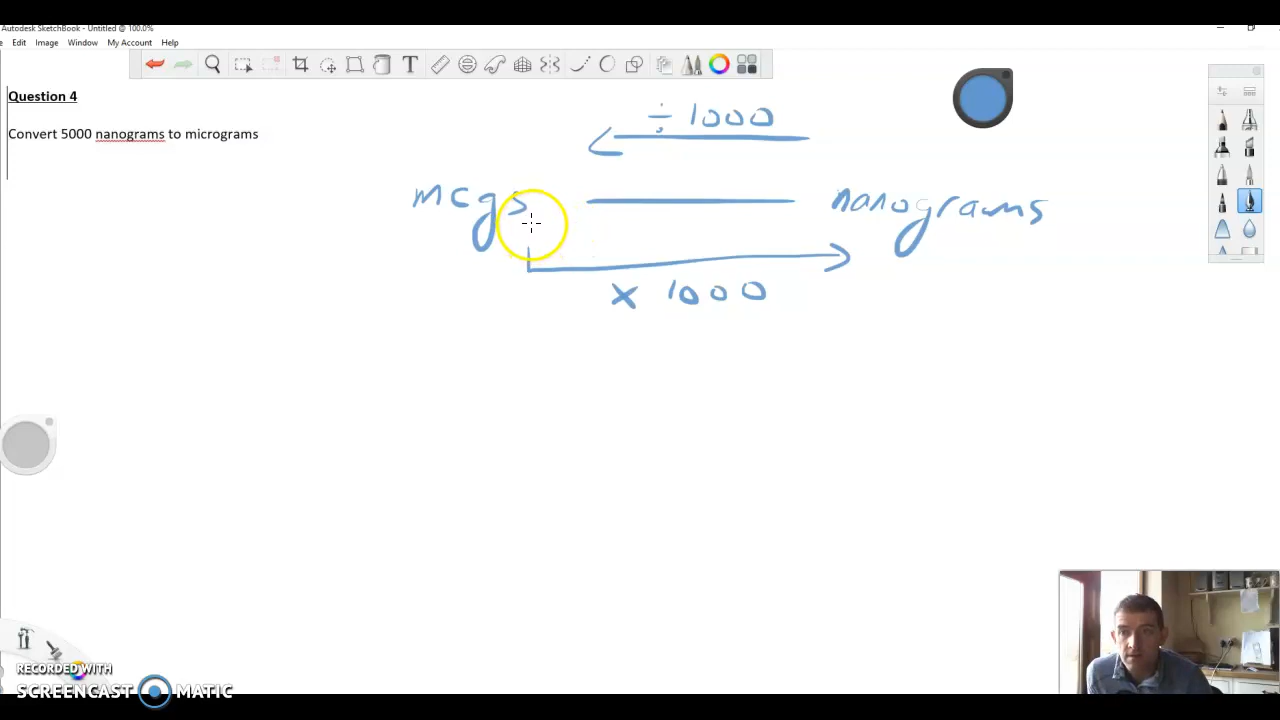 Autodesk SketchBook - Untitled @ 100.0%
Edit Image Window My Account Help
T
Question 4
Convert 5000 nanograms to micrograms
÷ 1000
mcgs nanograms
x 1000
RECORDED WITH
SCREENCAST MATIC